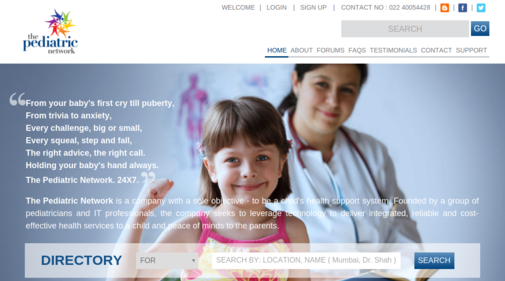 WELCOME | LOGIN | SIGN UP | CONTACT NO : 022 40054428 | | |
the pediatric network
SEARCH GO
HOME ABOUT FORUMS FAQS TESTIMONIALS CONTACT SUPPORT
“From your baby's first cry till puberty,
From trivia to anxiety,
Every challenge, big or small,
Every squeal, step and fall,
The right advice, the right call.
Holding your baby's hand always.
The Pediatric Network. 24X7.”
The Pediatric Network is a company with a sole objective - to be a child's health support system. Founded by a group of
pediatricians and IT professionals, the company seeks to leverage technology to deliver integrated, reliable and cost-
effective health services to a child and peace of minds to the parents.
DIRECTORY FOR SEARCH BY: LOCATION, NAME ( Mumbai, Dr. Shah ) SEARCH